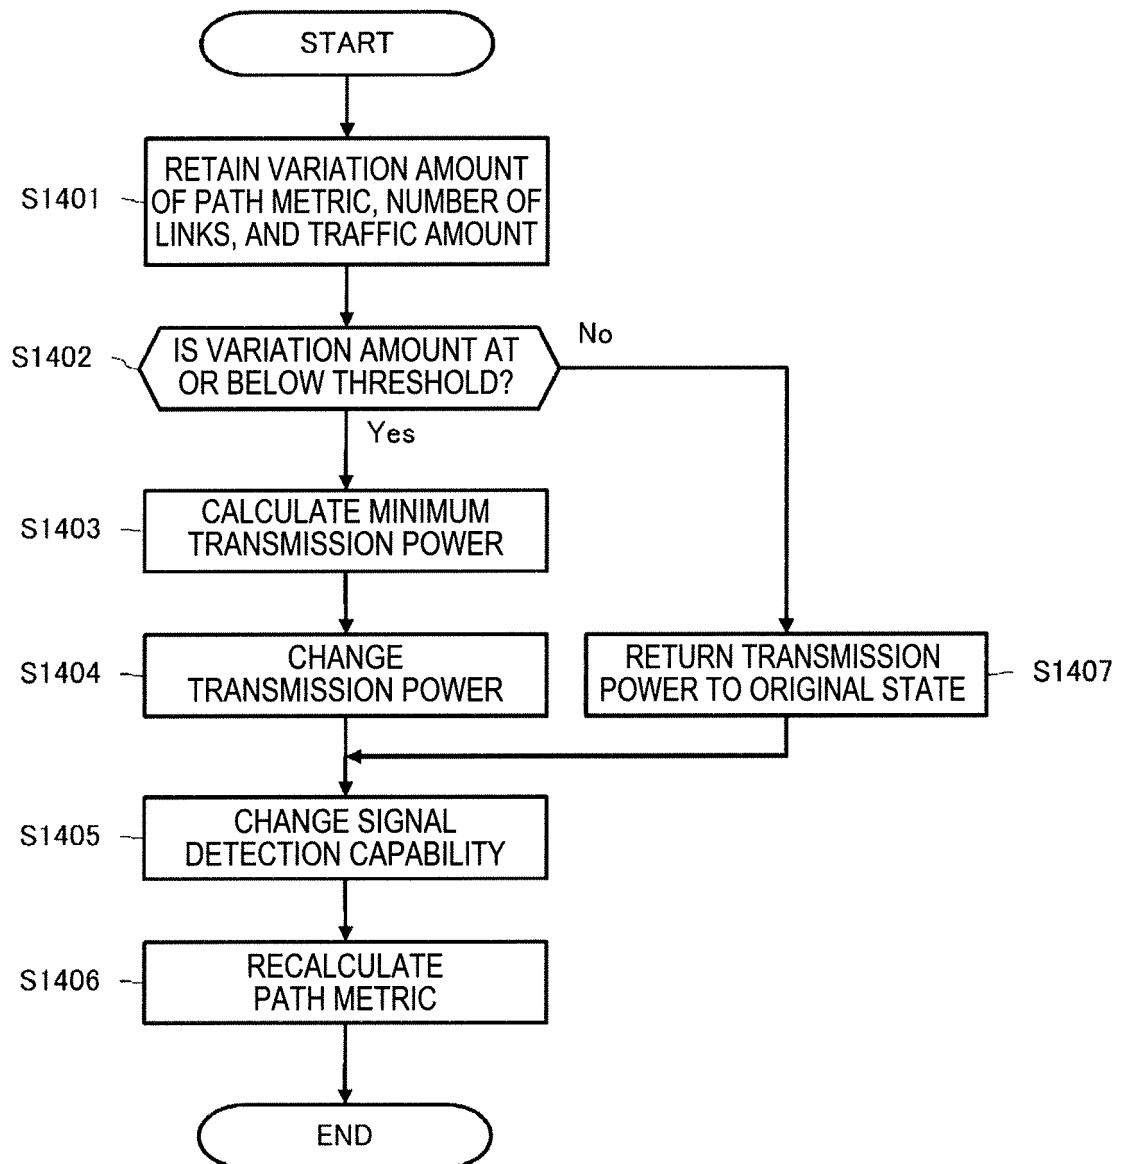 START
S1401
RETAIN VARIATION AMOUNT
OF PATH METRIC, NUMBER OF
LINKS, AND TRAFFIC AMOUNT
S1402
IS VARIATION AMOUNT AT
OR BELOW THRESHOLD?
No
Yes
S1403
CALCULATE MINIMUM
TRANSMISSION POWER
S1404
CHANGE
TRANSMISSION POWER
RETURN TRANSMISSION
POWER TO ORIGINAL STATE
S1407
S1405
CHANGE SIGNAL
DETECTION CAPABILITY
S1406
RECALCULATE
PATH METRIC
END